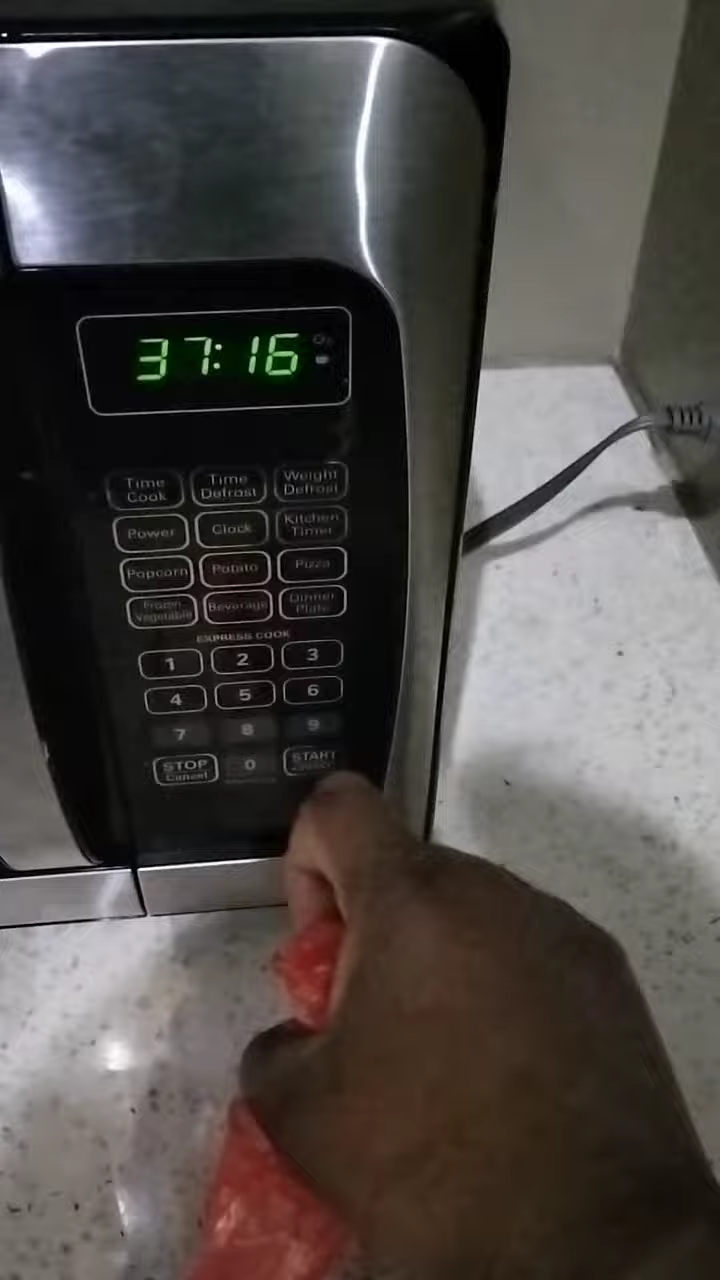 37:16
Time Cook Time Defrost Weight Defrost
Power Clock Kitchen Timer
Popcorn Potato Pizza
Frozen Vegetable Beverage Dinner Plate
EXPRESS COOK
1 2 3
4 5 6
7 8 9
STOP Cancel 0 START